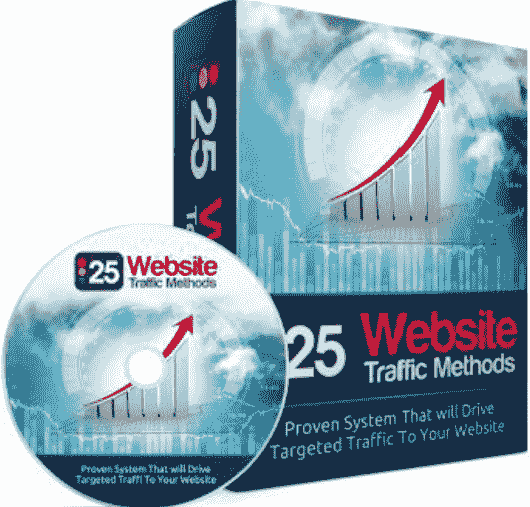 25 Website
Traffic Methods
Proven System That will Drive
Targeted Traffic To Your Website
25 Website
Traffic Methods
Proven System That will Drive
Targeted Traffi To Your Website
25